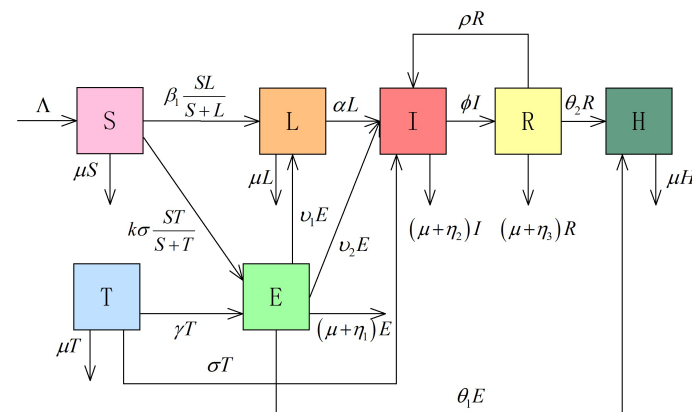 ρR
Λ
S
β₁ SL/(S+L)
L
αL
I
ϕI
R
θ₂R
H
μS
μL
μH
kσ ST/(S+T)
υ₁E
υ₂E
(μ+η₂)I
(μ+η₃)R
T
γT
E
(μ+η₁)E
μT
σT
θ₁E